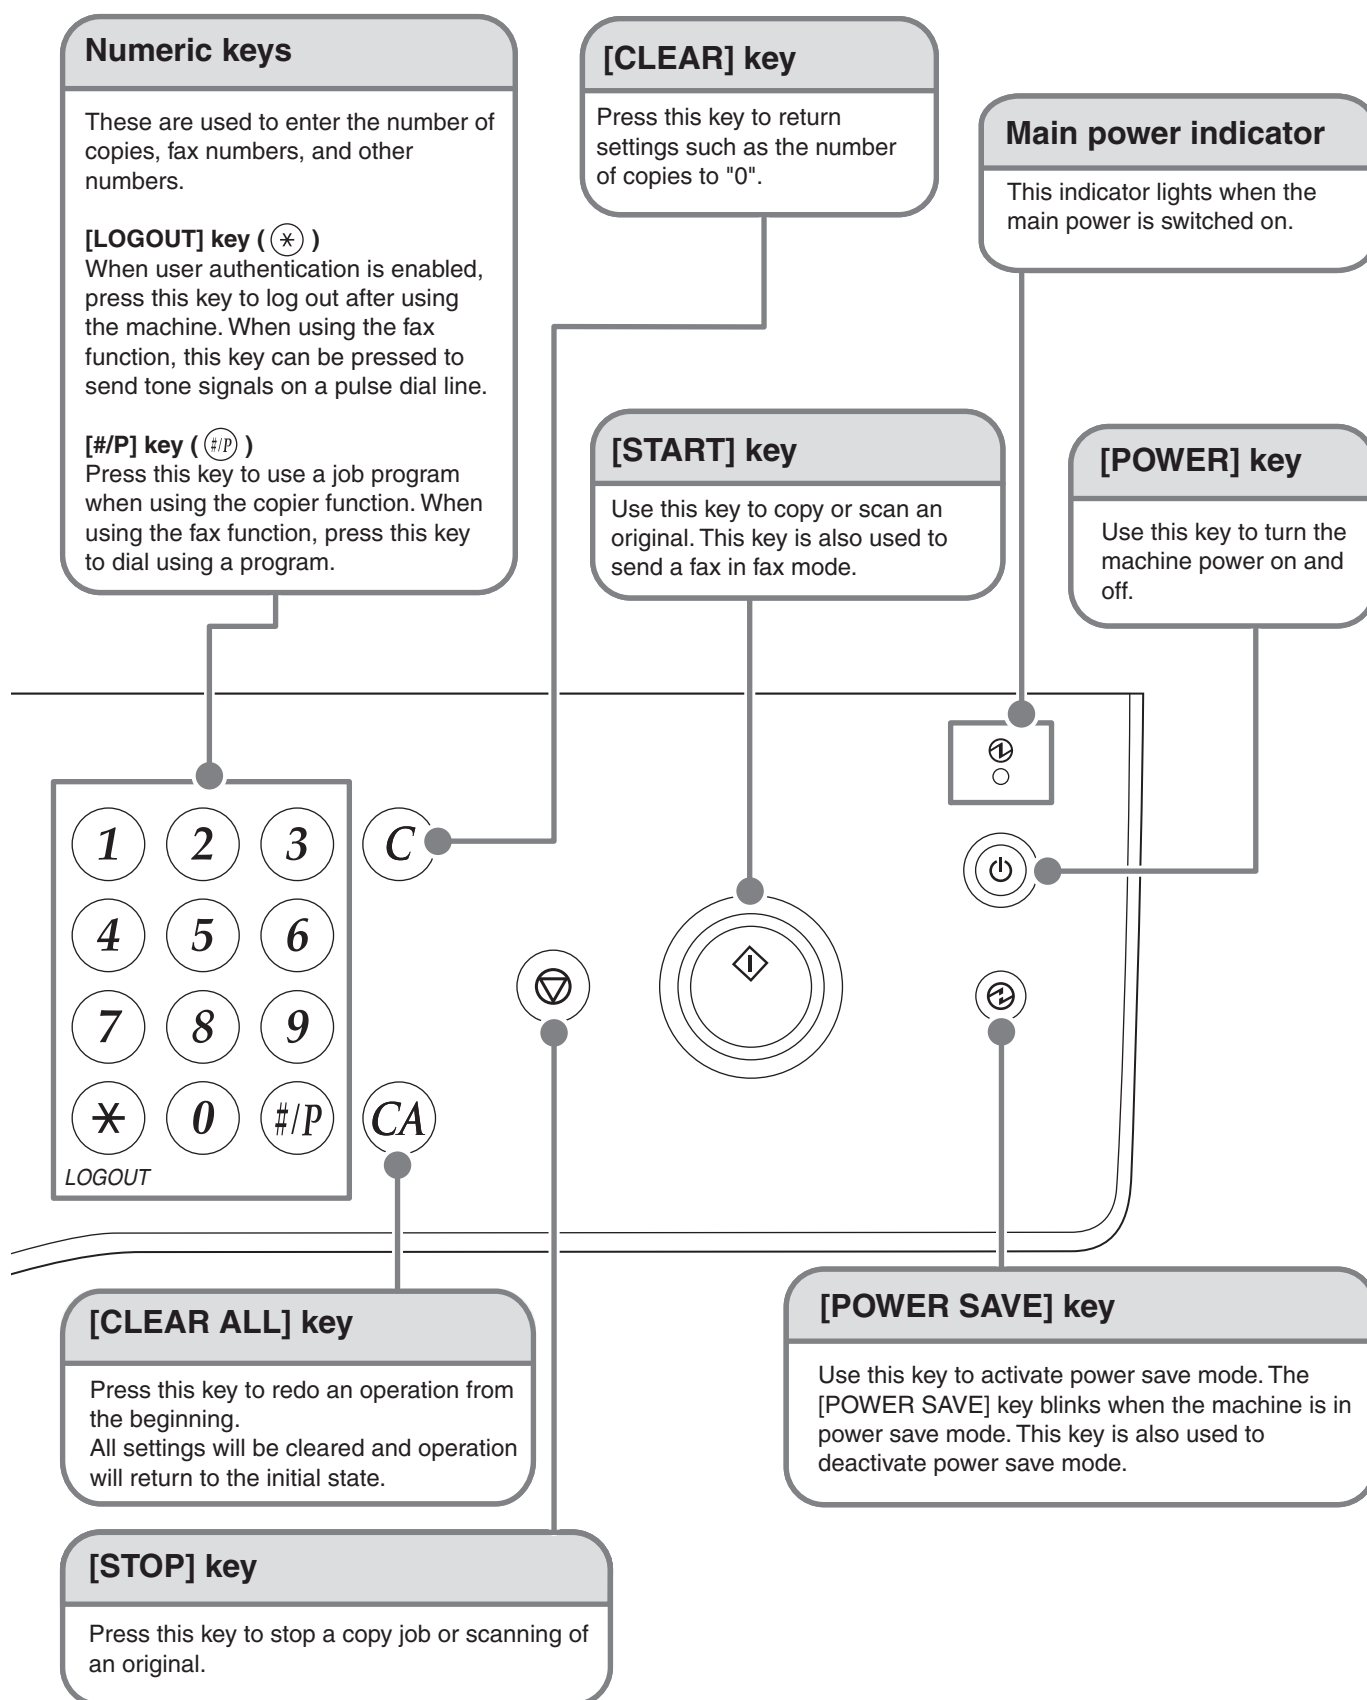 Numeric keys
These are used to enter the number of
copies, fax numbers, and other
numbers.
[LOGOUT] key ( * )
When user authentication is enabled,
press this key to log out after using
the machine. When using the fax
function, this key can be pressed to
send tone signals on a pulse dial line.
[#/P] key ( #/P )
Press this key to use a job program
when using the copier function. When
using the fax function, press this key
to dial using a program.
[CLEAR] key
Press this key to return
settings such as the number
of copies to "0".
Main power indicator
This indicator lights when the
main power is switched on.
[START] key
Use this key to copy or scan an
original. This key is also used to
send a fax in fax mode.
[POWER] key
Use this key to turn the
machine power on and
off.
1 2 3 C
4 5 6
7 8 9
* 0 #/P CA
LOGOUT
[CLEAR ALL] key
Press this key to redo an operation from
the beginning.
All settings will be cleared and operation
will return to the initial state.
[POWER SAVE] key
Use this key to activate power save mode. The
[POWER SAVE] key blinks when the machine is in
power save mode. This key is also used to
deactivate power save mode.
[STOP] key
Press this key to stop a copy job or scanning of
an original.